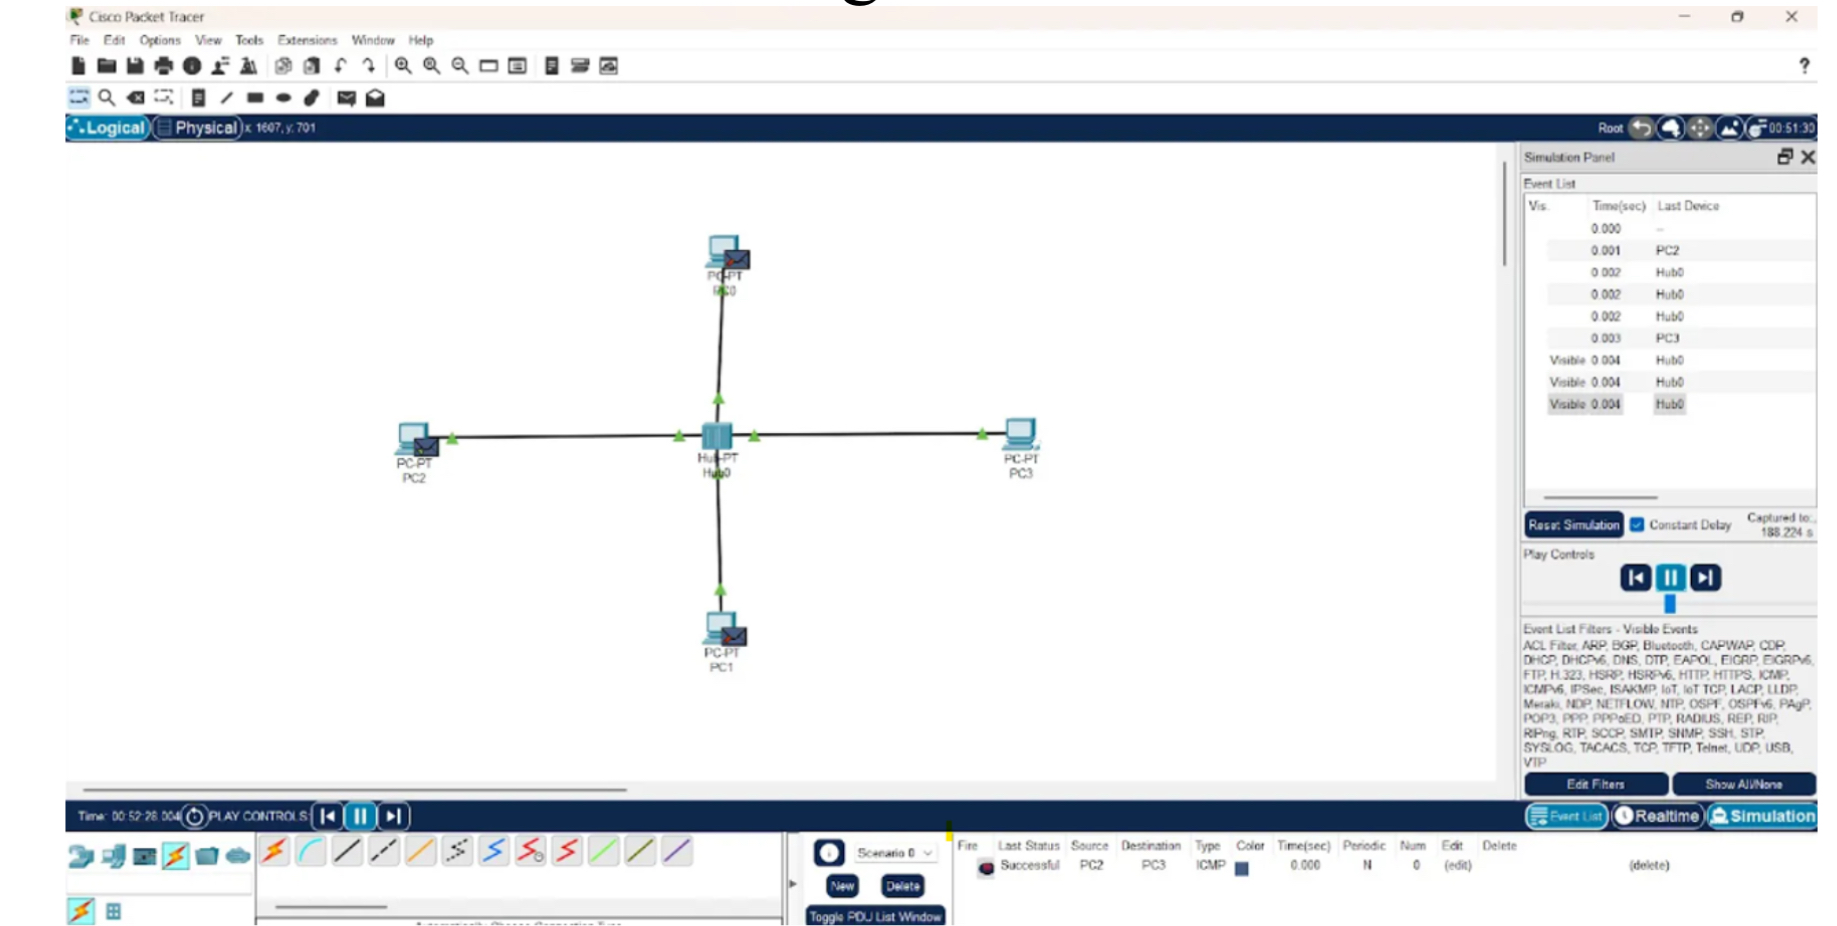 Cisco Packet Tracer
File Edit Options View Tools Extensions Window Help
?
Logical Physical x: 1607, y: 701 Root 00:51:30
Simulation Panel
Event List
Vis. Time(sec) Last Device
0.000 --
0.001 PC2
0.002 Hub0
0.002 Hub0
0.002 Hub0
0.003 PC3
Visible 0.004 Hub0
Visible 0.004 Hub0
Visible 0.004 Hub0
PC-PT
PC0
PC-PT
PC2
Hub-PT
Hub0
PC-PT
PC3
PC-PT
PC1
Reset Simulation Constant Delay Captured to:
188.224 s
Play Controls
Event List Filters - Visible Events
ACL Filter, ARP, BGP, Bluetooth, CAPWAP, CDP,
DHCP, DHCPv6, DNS, DTP, EAPOL, EIGRP, EIGRPv6,
FTP, H.323, HSRP, HSRPv6, HTTP, HTTPS, ICMP,
ICMPv6, IPSec, ISAKMP, IoT, IoT TCP, LACP, LLDP,
Meraki, NDP, NETFLOW, NTP, OSPF, OSPFv6, PAgP,
POP3, PPP, PPPoED, PTP, RADIUS, REP, RIP,
RIPng, RTP, SCCP, SMTP, SNMP, SSH, STP,
SYSLOG, TACACS, TCP, TFTP, Telnet, UDP, USB,
VTP
Edit Filters Show All/None
Time: 00:52:28.004 PLAY CONTROLS: Event List Realtime Simulation
Scenario 0
New Delete
Toggle PDU List Window
Fire Last Status Source Destination Type Color Time(sec) Periodic Num Edit Delete
Successful PC2 PC3 ICMP 0.000 N 0 (edit) (delete)
Automatically Choose Connection Type